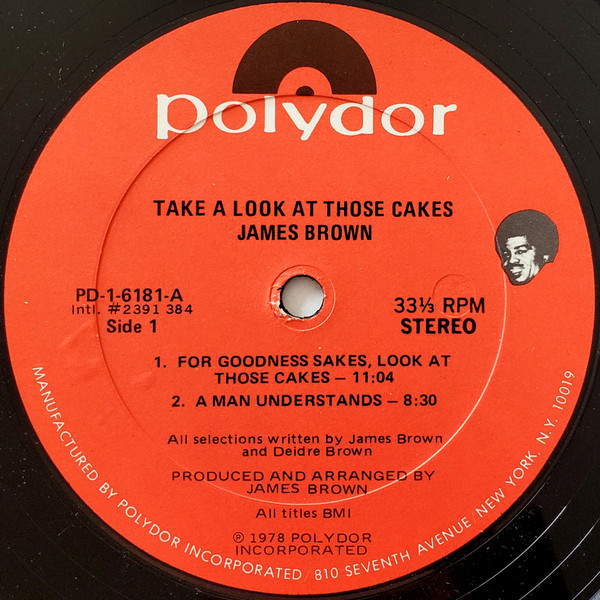 polydor
TAKE A LOOK AT THOSE CAKES
JAMES BROWN
PD-1-6181-A
Intl. #2391 384
Side 1
33⅓ RPM
STEREO
1. FOR GOODNESS SAKES, LOOK AT
THOSE CAKES — 11:04
2. A MAN UNDERSTANDS — 8:30
All selections written by James Brown
and Deidre Brown
PRODUCED AND ARRANGED BY
JAMES BROWN
All titles BMI
℗ 1978 POLYDOR
INCORPORATED
MANUFACTURED BY POLYDOR INCORPORATED / 810 SEVENTH AVENUE / NEW YORK, N.Y. 10019